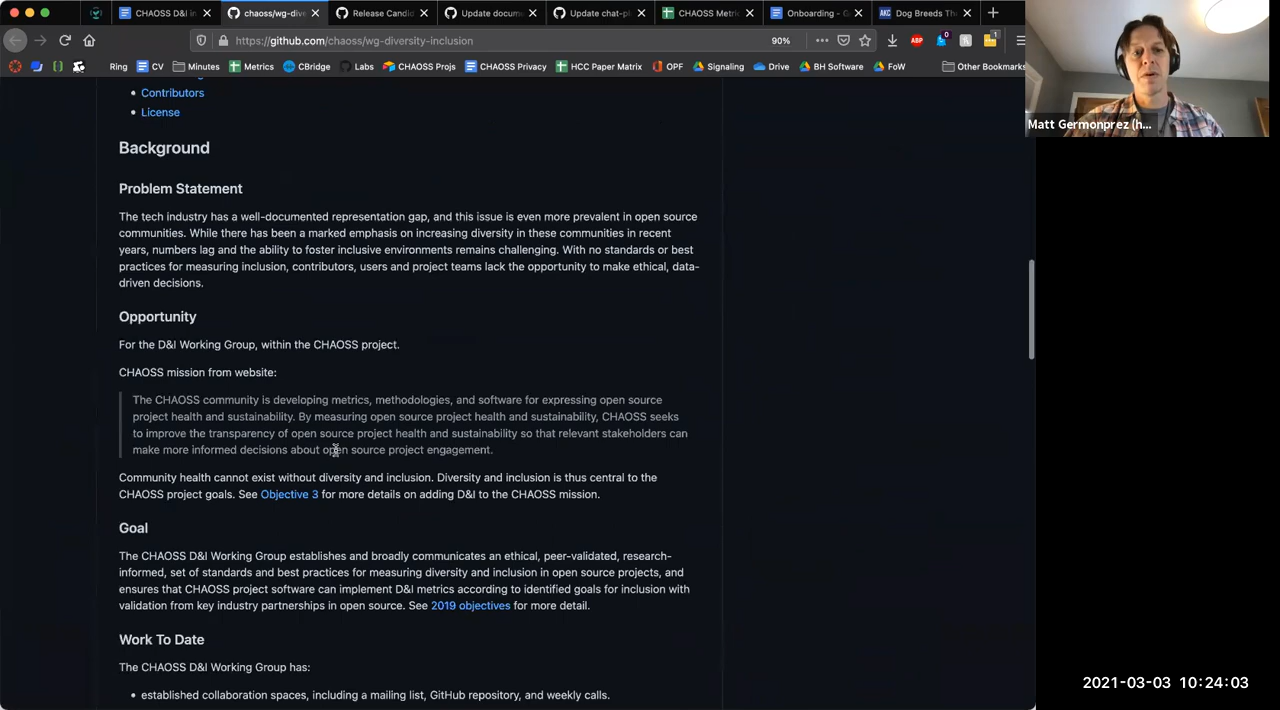 CHAOSS D&I in
chaoss/wg-dive
Release Candi
Update docum
Update chat-pl
CHAOSS Metri
Onboarding - G
AKC
Dog Breeds Th
https://github.com/chaoss/wg-diversity-inclusion
90%
ABP
0
1
Ring
CV
Minutes
Metrics
CBridge
Labs
CHAOSS Projs
CHAOSS Privacy
HCC Paper Matrix
OPF
Signaling
Drive
BH Software
FoW
Other Bookmarks
Matt Germonprez (h...
Contributors
License
Background
Problem Statement
The tech industry has a well-documented representation gap, and this issue is even more prevalent in open source
communities. While there has been a marked emphasis on increasing diversity in these communities in recent
years, numbers lag and the ability to foster inclusive environments remains challenging. With no standards or best
practices for measuring inclusion, contributors, users and project teams lack the opportunity to make ethical, data-
driven decisions.
Opportunity
For the D&I Working Group, within the CHAOSS project.
CHAOSS mission from website:
The CHAOSS community is developing metrics, methodologies, and software for expressing open source
project health and sustainability. By measuring open source project health and sustainability, CHAOSS seeks
to improve the transparency of open source project health and sustainability so that relevant stakeholders can
make more informed decisions about open source project engagement.
Community health cannot exist without diversity and inclusion. Diversity and inclusion is thus central to the
CHAOSS project goals. See Objective 3 for more details on adding D&I to the CHAOSS mission.
Goal
The CHAOSS D&I Working Group establishes and broadly communicates an ethical, peer-validated, research-
informed, set of standards and best practices for measuring diversity and inclusion in open source projects, and
ensures that CHAOSS project software can implement D&I metrics according to identified goals for inclusion with
validation from key industry partnerships in open source. See 2019 objectives for more detail.
Work To Date
The CHAOSS D&I Working Group has:
established collaboration spaces, including a mailing list, GitHub repository, and weekly calls.
2021-03-03 10:24:03